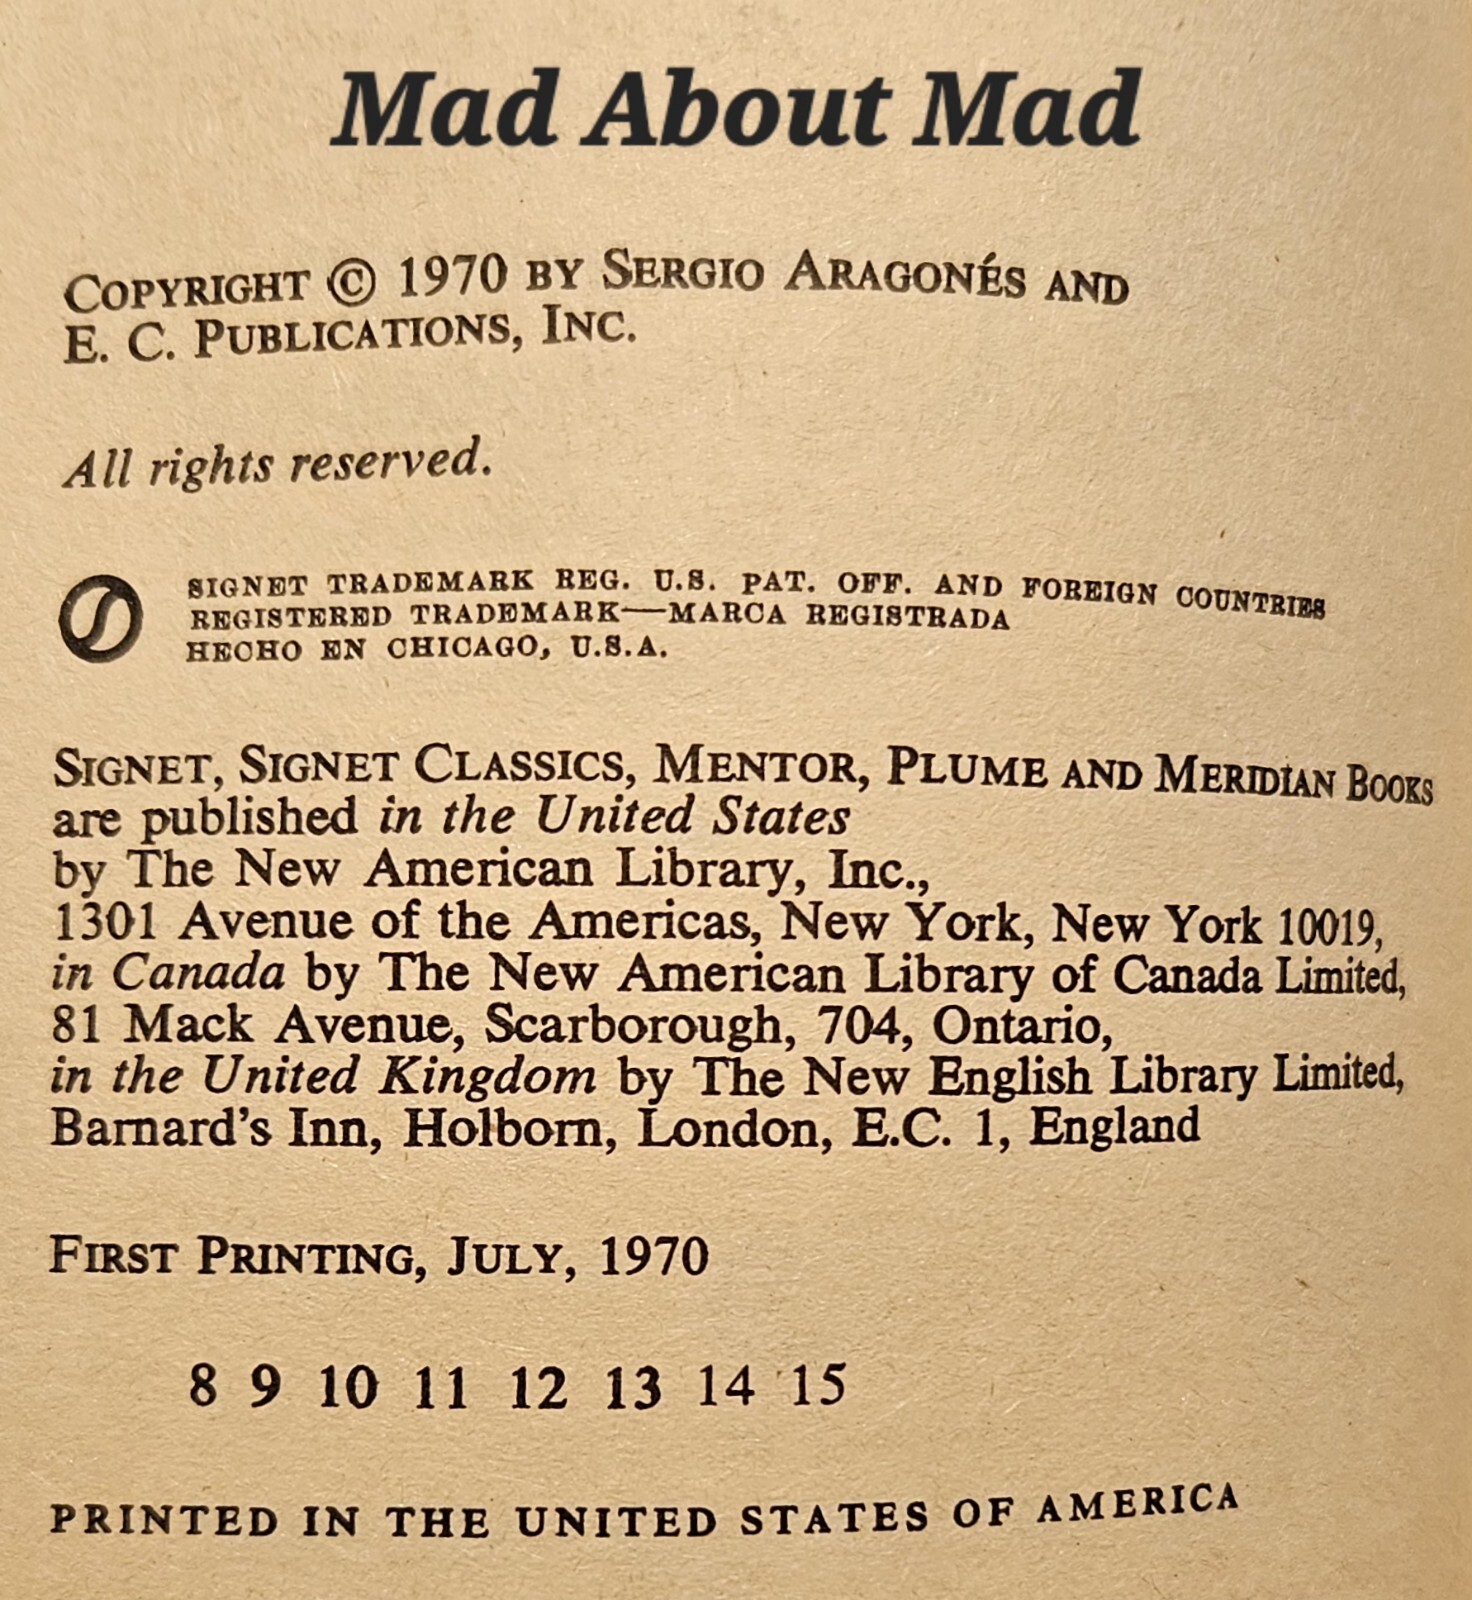 Mad About Mad
COPYRIGHT © 1970 BY SERGIO ARAGONÉS AND
E. C. PUBLICATIONS, INC.
All rights reserved.
SIGNET TRADEMARK REG. U.S. PAT. OFF. AND FOREIGN COUNTRIES
REGISTERED TRADEMARK—MARCA REGISTRADA
HECHO EN CHICAGO, U.S.A.
SIGNET, SIGNET CLASSICS, MENTOR, PLUME AND MERIDIAN BOOKS
are published in the United States
by The New American Library, Inc.,
1301 Avenue of the Americas, New York, New York 10019,
in Canada by The New American Library of Canada Limited,
81 Mack Avenue, Scarborough, 704, Ontario,
in the United Kingdom by The New English Library Limited,
Barnard's Inn, Holborn, London, E.C. 1, England
FIRST PRINTING, JULY, 1970
8 9 10 11 12 13 14 15
PRINTED IN THE UNITED STATES OF AMERICA